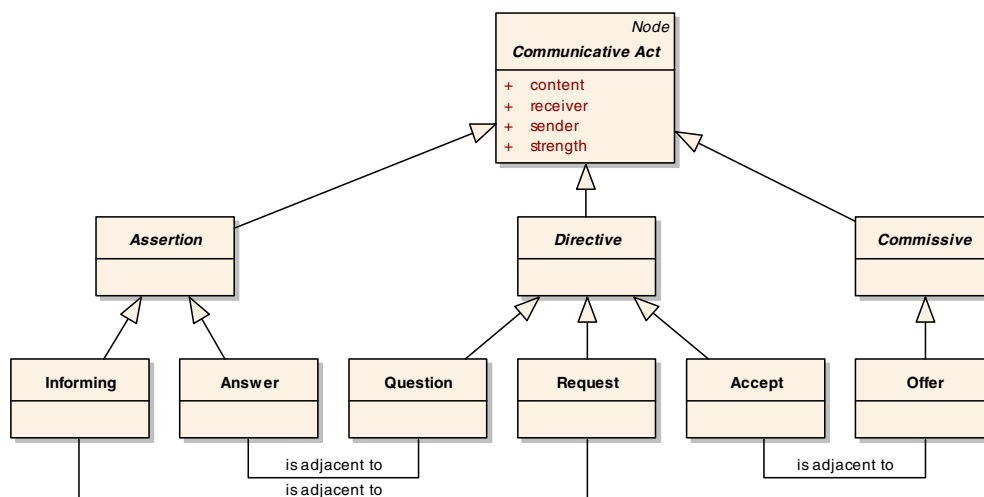 Node
Communicative Act
+ content
+ receiver
+ sender
+ strength
Assertion
Directive
Commissive
Informing
Answer
Question
Request
Accept
Offer
is adjacent to
is adjacent to
is adjacent to